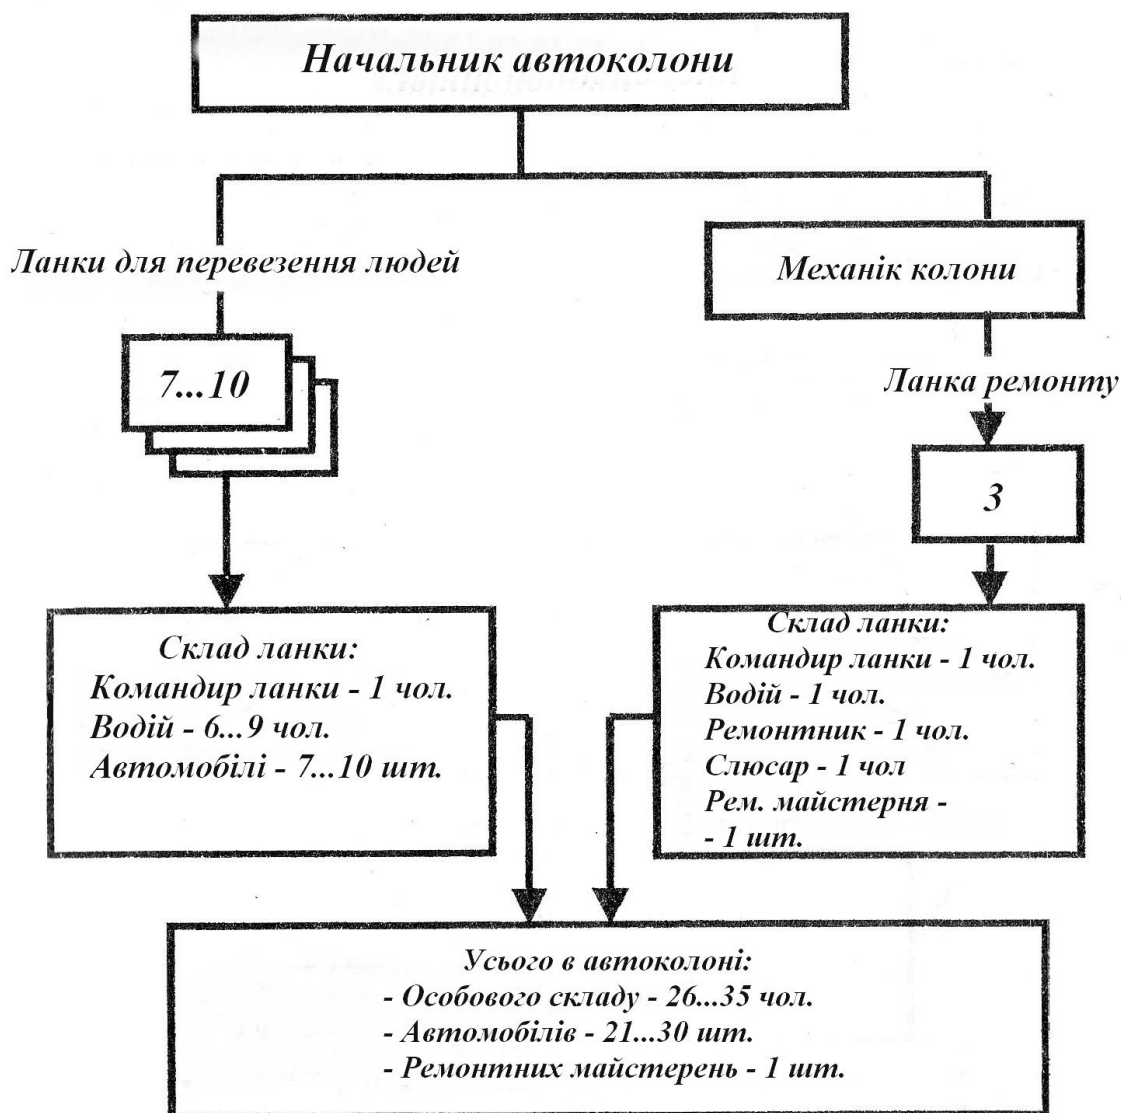 Начальник автоколони
Ланки для перевезення людей
7...10
Склад ланки:
Командир ланки - 1 чол.
Водій - 6...9 чол.
Автомобілі - 7...10 шт.
Механік колони
Ланка ремонту
3
Склад ланки:
Командир ланки - 1 чол.
Водій - 1 чол.
Ремонтник - 1 чол.
Слюсар - 1 чол
Рем. майстерня -
- 1 шт.
Усього в автоколоні:
- Особового складу - 26...35 чол.
- Автомобілів - 21...30 шт.
- Ремонтних майстерень - 1 шт.